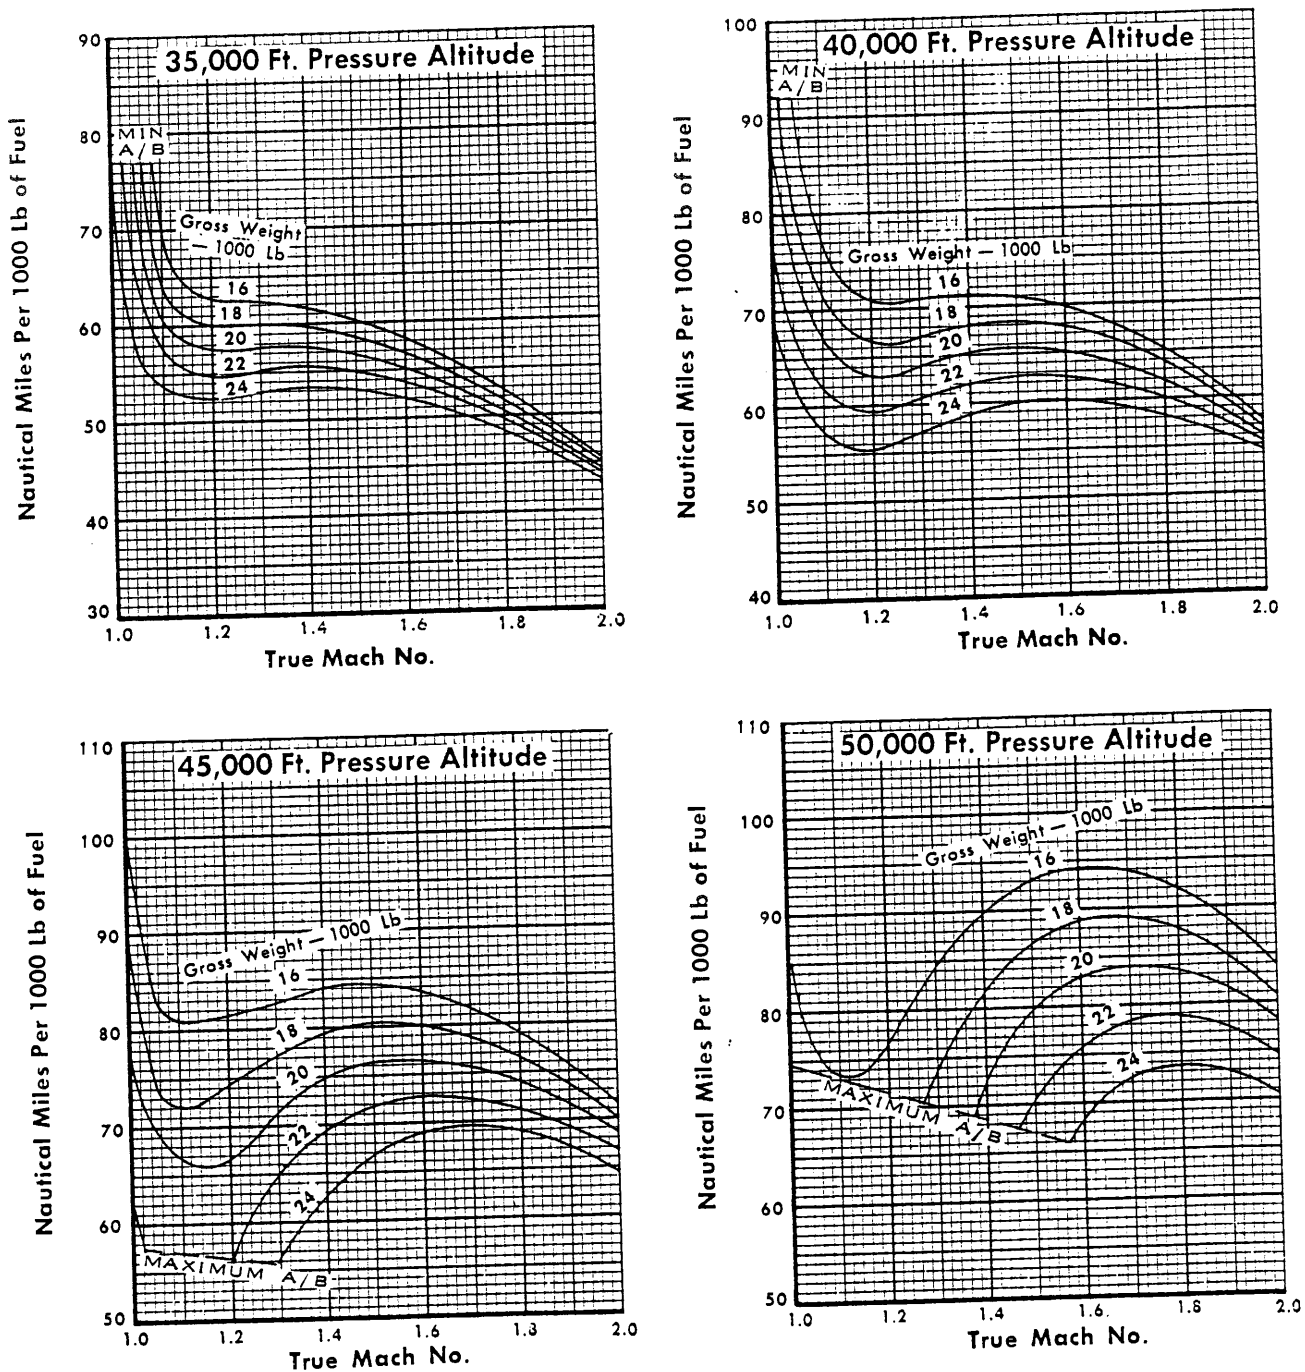 35,000 Ft. Pressure Altitude
Nautical Miles Per 1000 Lb of Fuel
90
80
70
60
50
40
30
MIN
A/B
Gross Weight
– 1000 Lb
16
18
20
22
24
1.0 1.2 1.4 1.6 1.8 2.0
True Mach No.
40,000 Ft. Pressure Altitude
Nautical Miles Per 1000 Lb of Fuel
100
90
80
70
60
50
40
MIN
A/B
Gross Weight – 1000 Lb
16
18
20
22
24
1.0 1.2 1.4 1.6 1.8 2.0
True Mach No.
45,000 Ft. Pressure Altitude
Nautical Miles Per 1000 Lb of Fuel
110
100
90
80
70
60
50
Gross Weight – 1000 Lb
16
18
20
22
24
MAXIMUM A/B
1.0 1.2 1.4 1.6 1.8 2.0
True Mach No.
50,000 Ft. Pressure Altitude
Nautical Miles Per 1000 Lb of Fuel
110
100
90
80
70
60
50
Gross Weight – 1000 Lb
16
18
20
22
24
MAXIMUM A/B
1.0 1.2 1.4 1.6 1.8 2.0
True Mach No.